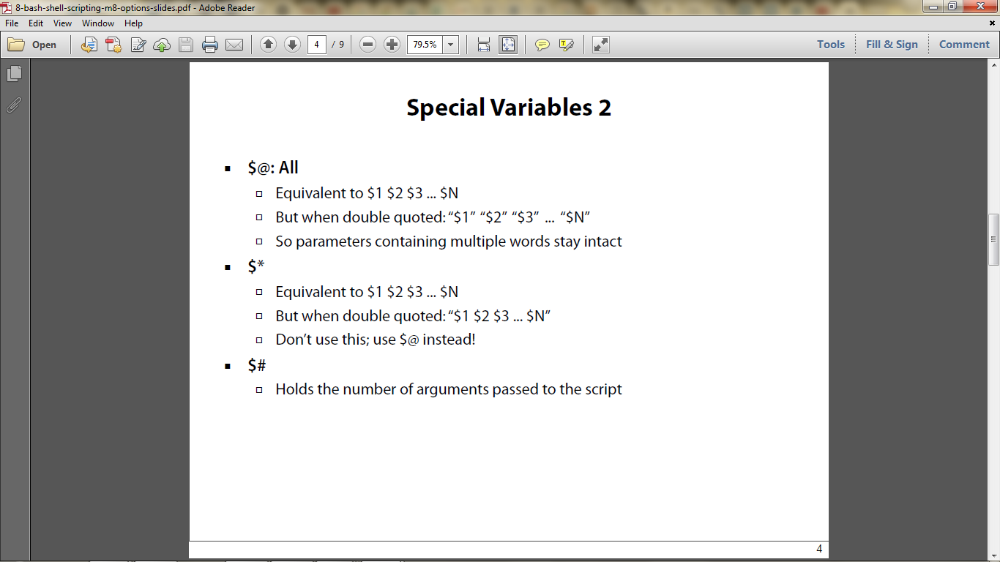 8-bash-shell-scripting-m8-options-slides.pdf - Adobe Reader
File Edit View Window Help
Open 4 / 9 79.5% Tools Fill & Sign Comment
Special Variables 2
▪ $@: All
▫ Equivalent to $1 $2 $3 ... $N
▫ But when double quoted: “$1” “$2” “$3” ... “$N”
▫ So parameters containing multiple words stay intact
▪ $*
▫ Equivalent to $1 $2 $3 ... $N
▫ But when double quoted: “$1 $2 $3 ... $N”
▫ Don’t use this; use $@ instead!
▪ $#
▫ Holds the number of arguments passed to the script
4